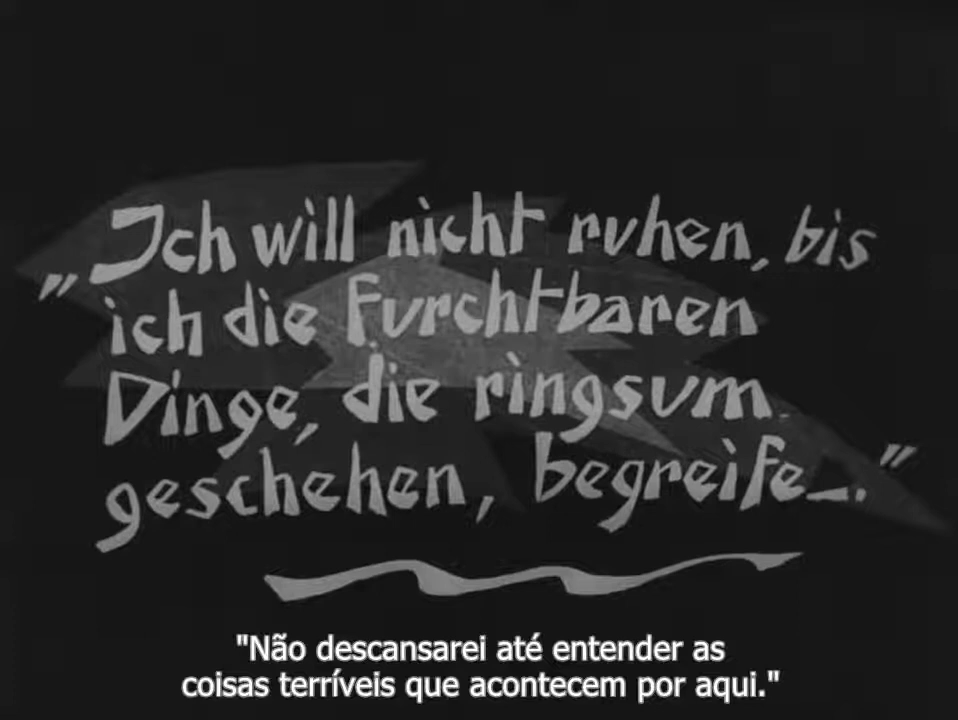 „Ich will nicht ruhen, bis
ich die furchtbaren
Dinge, die ringsum
geschehen, begreife_."
"Não descansarei até entender as
coisas terríveis que acontecem por aqui."